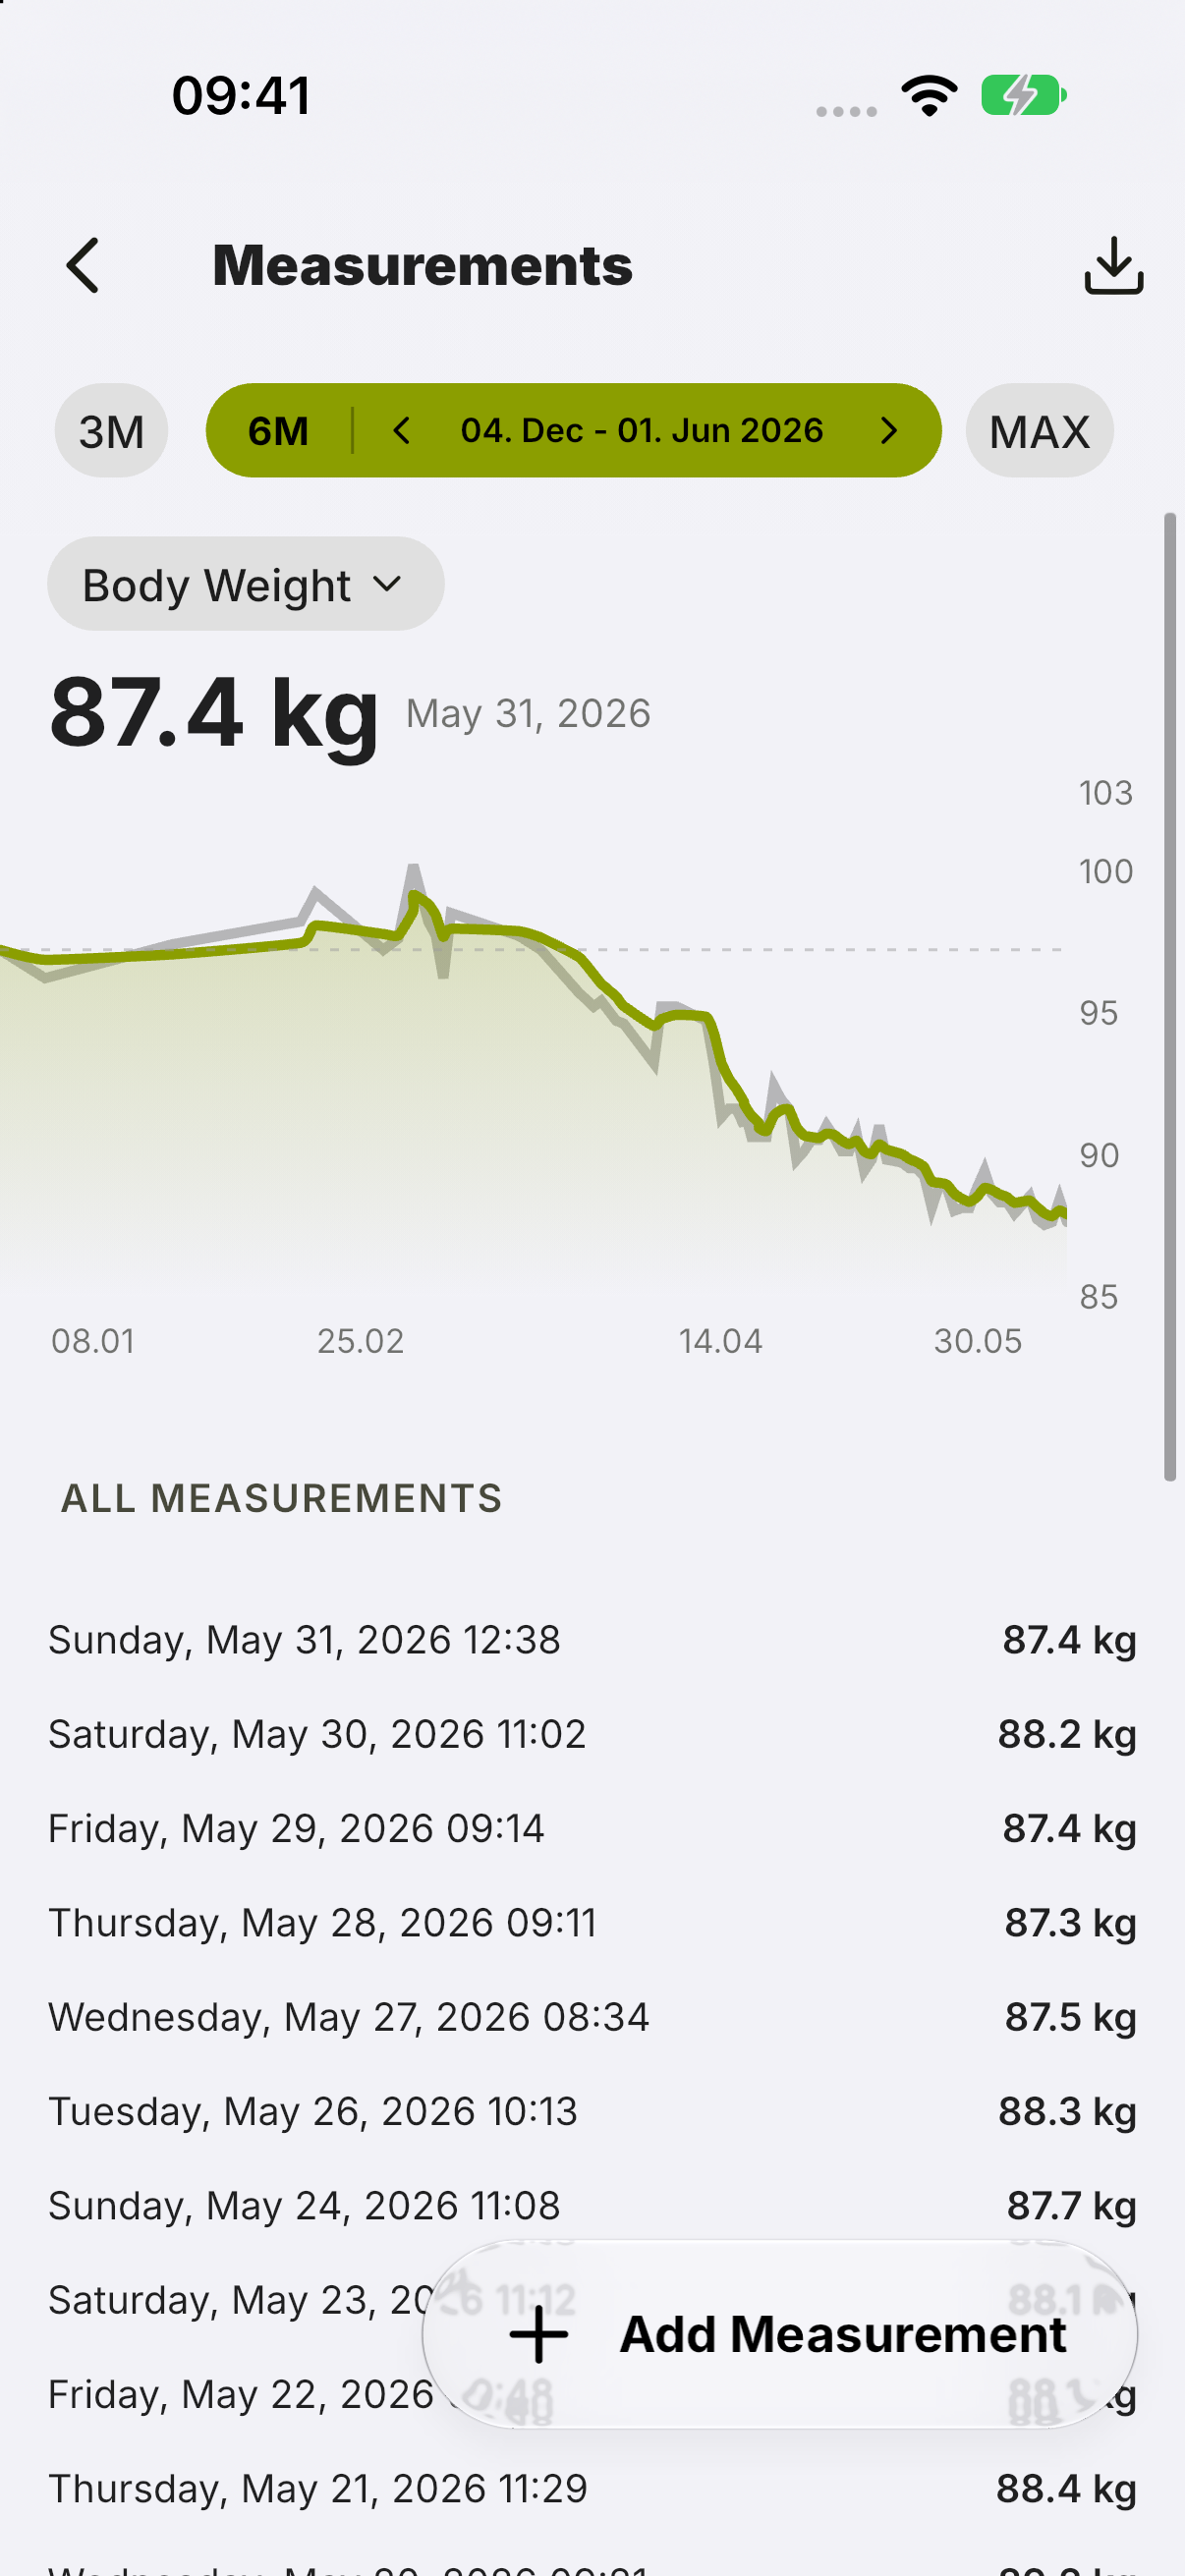 09:41
Measurements
3M
6M
04. Dec - 01. Jun 2026
MAX
Body Weight
87.4 kg May 31, 2026
103
100
95
90
85
08.01 25.02 14.04 30.05
ALL MEASUREMENTS
Sunday, May 31, 2026 12:38 87.4 kg
Saturday, May 30, 2026 11:02 88.2 kg
Friday, May 29, 2026 09:14 87.4 kg
Thursday, May 28, 2026 09:11 87.3 kg
Wednesday, May 27, 2026 08:34 87.5 kg
Tuesday, May 26, 2026 10:13 88.3 kg
Sunday, May 24, 2026 11:08 87.7 kg
Saturday, May 23, 2026 11:12 88.1
Add Measurement
Friday, May 22, 2026
Thursday, May 21, 2026 11:29 88.4 kg